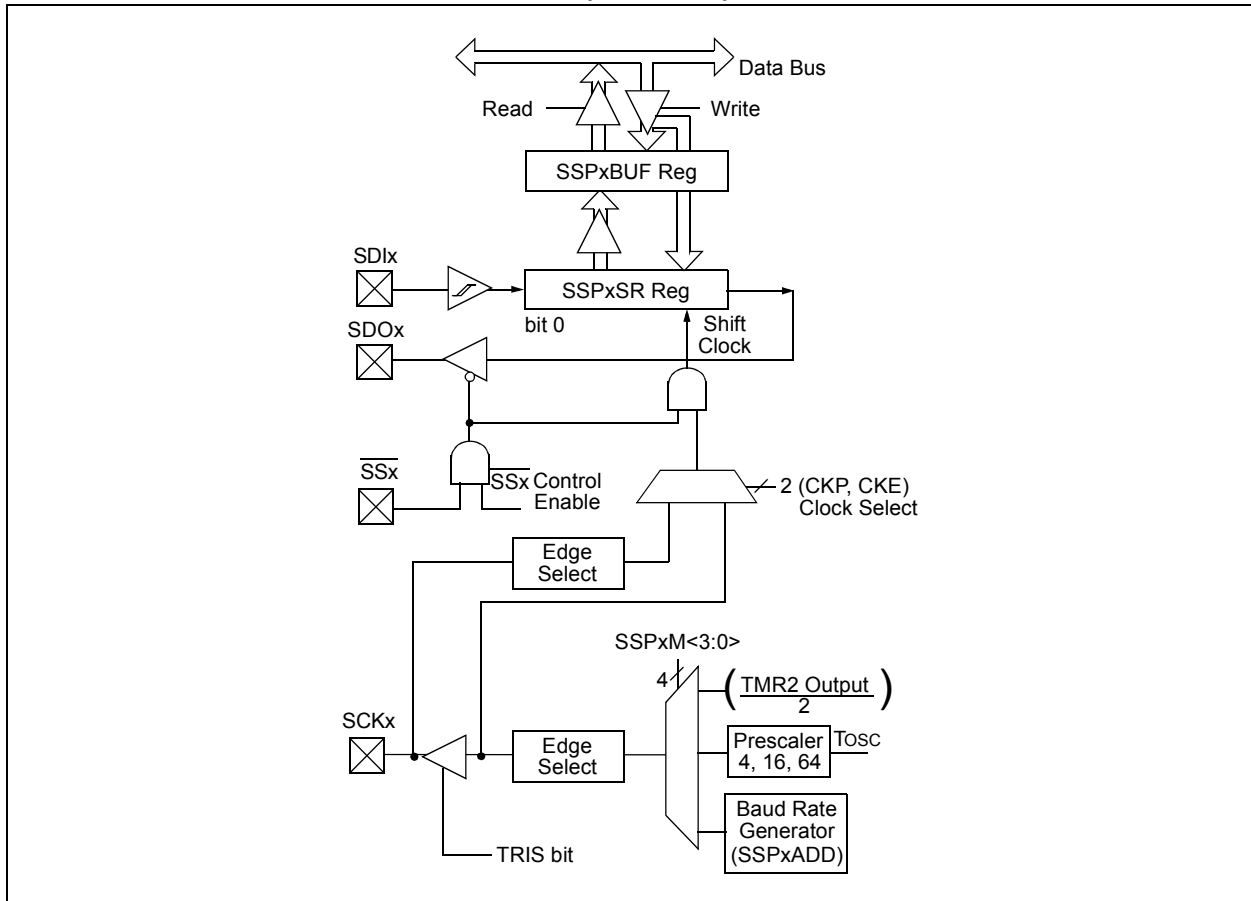 Data Bus
Read
Write
SSPxBUF Reg
SDIx
SSPxSR Reg
bit 0
Shift
Clock
SDOx
SSx
SSx Control
Enable
2 (CKP, CKE)
Clock Select
Edge
Select
SSPxM<3:0>
4
(TMR2 Output)
2
SCKx
Edge
Select
Prescaler
4, 16, 64
TOSC
Baud Rate
Generator
(SSPxADD)
TRIS bit